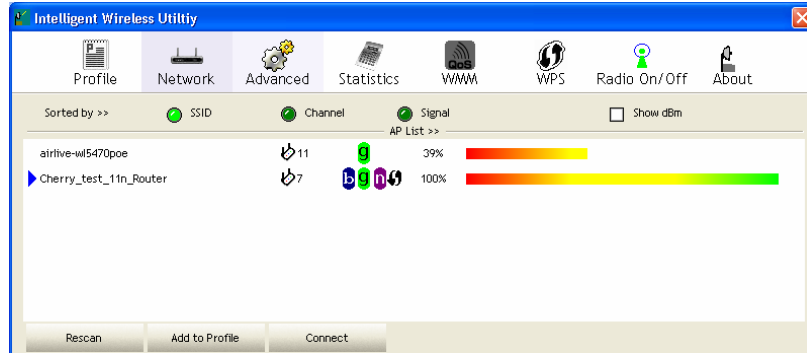 Intelligent Wireless Utiltiy
Profile Network Advanced Statistics QoS WMM WPS Radio On/Off About
Sorted by >> SSID Channel Signal Show dBm
AP List >>
airlive-wl5470poe 11 g 39%
Cherry_test_11n_Router 7 b g n 100%
Rescan Add to Profile Connect